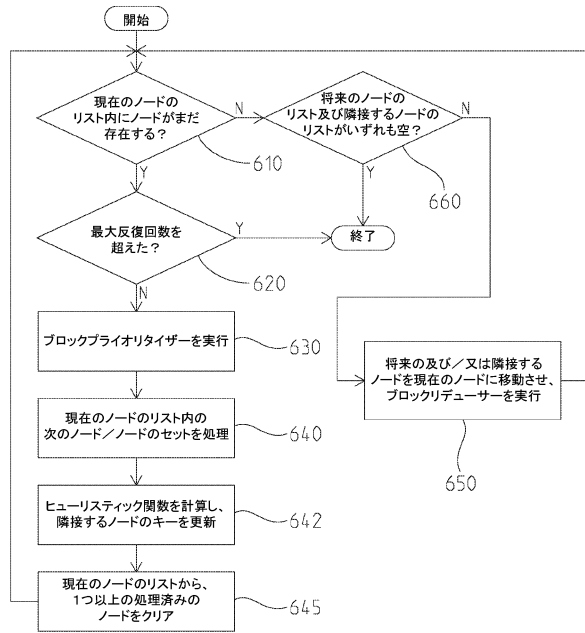 開始
現在のノードの
リスト内にノードがまだ
存在する?
N
610
Y
将来のノードの
リスト及び隣接するノードの
リストがいずれも空?
N
660
Y
最大反復回数を
超えた?
Y
終了
620
N
ブロックプライオリタイザーを実行
630
将来の及び/又は隣接する
ノードを現在のノードに移動させ、
ブロックリデューサーを実行
650
現在のノードのリスト内の
次のノード/ノードのセットを処理
640
ヒューリスティック関数を計算し、
隣接するノードのキーを更新
642
現在のノードのリストから、
1つ以上の処理済みの
ノードをクリア
645